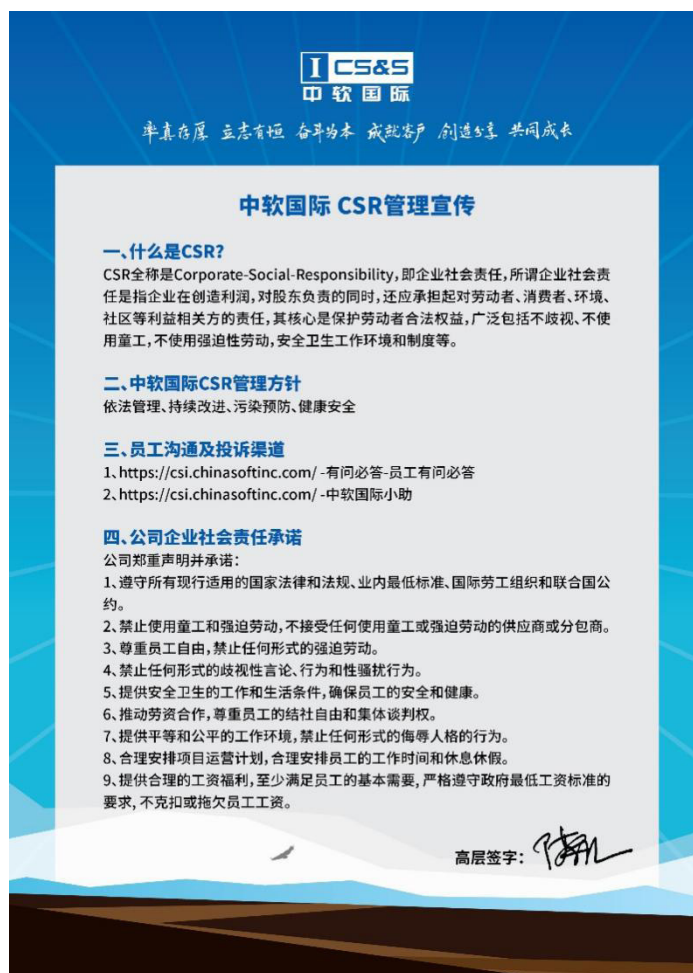 I CS&S
中软国际
率真存厚 立志有恒 奋斗为本 成就客户 创造分享 共同成长
中软国际 CSR管理宣传
一、什么是CSR?
CSR全称是Corporate-Social-Responsibility,即企业社会责任,所谓企业社会责
任是指企业在创造利润,对股东负责的同时,还应承担起对劳动者、消费者、环境、
社区等利益相关方的责任,其核心是保护劳动者合法权益,广泛包括不歧视、不使
用童工,不使用强迫性劳动,安全卫生工作环境和制度等。
二、中软国际CSR管理方针
依法管理、持续改进、污染预防、健康安全
三、员工沟通及投诉渠道
1、https://csi.chinasoftinc.com/ -有问必答-员工有问必答
2、https://csi.chinasoftinc.com/ -中软国际小助
四、公司企业社会责任承诺
公司郑重声明并承诺:
1、遵守所有现行适用的国家法律和法规、业内最低标准、国际劳工组织和联合国公
约。
2、禁止使用童工和强迫劳动,不接受任何使用童工或强迫劳动的供应商或分包商。
3、尊重员工自由,禁止任何形式的强迫劳动。
4、禁止任何形式的歧视性言论、行为和性骚扰行为。
5、提供安全卫生的工作和生活条件,确保员工的安全和健康。
6、推动劳资合作,尊重员工的结社自由和集体谈判权。
7、提供平等和公平的工作环境,禁止任何形式的侮辱人格的行为。
8、合理安排项目运营计划,合理安排员工的工作时间和休息休假。
9、提供合理的工资福利,至少满足员工的基本需要,严格遵守政府最低工资标准的
要求,不克扣或拖欠员工工资。
高层签字: